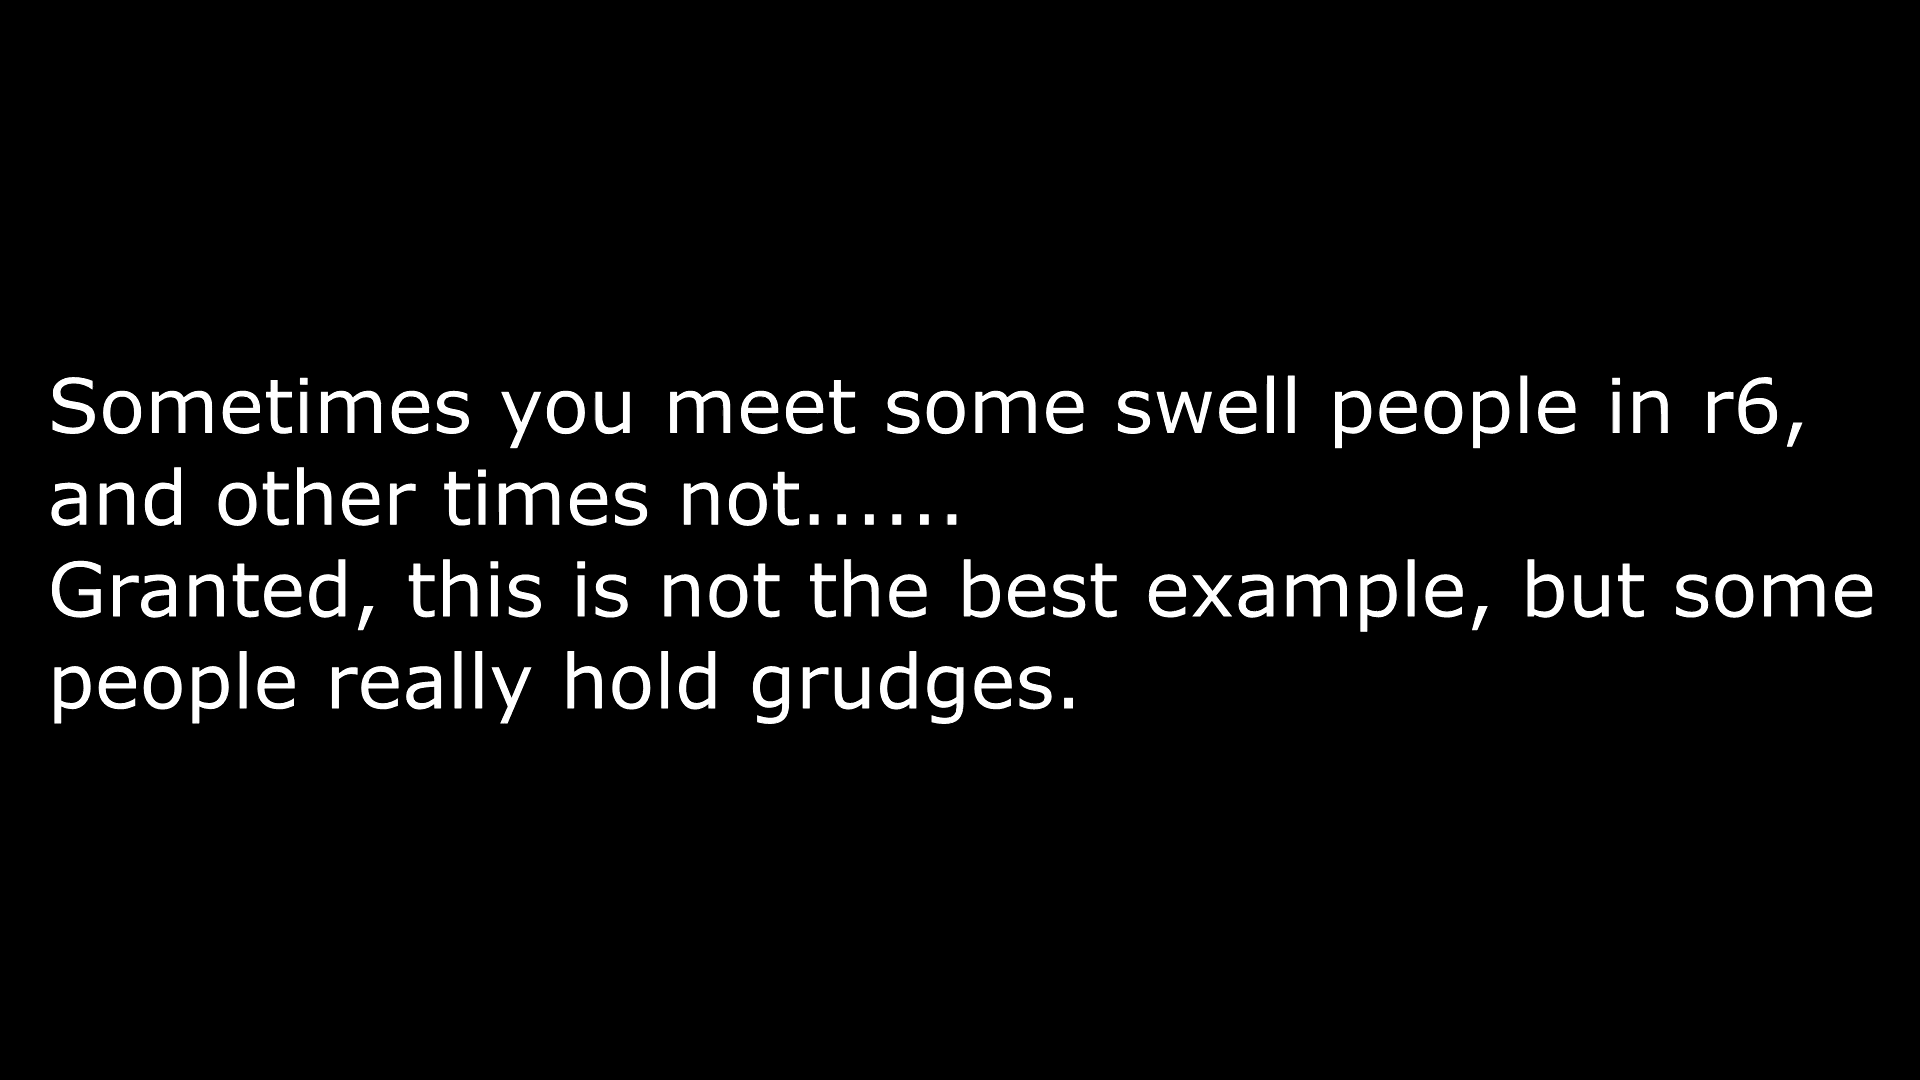 Sometimes you meet some swell people in r6,
and other times not......
Granted, this is not the best example, but some
people really hold grudges.